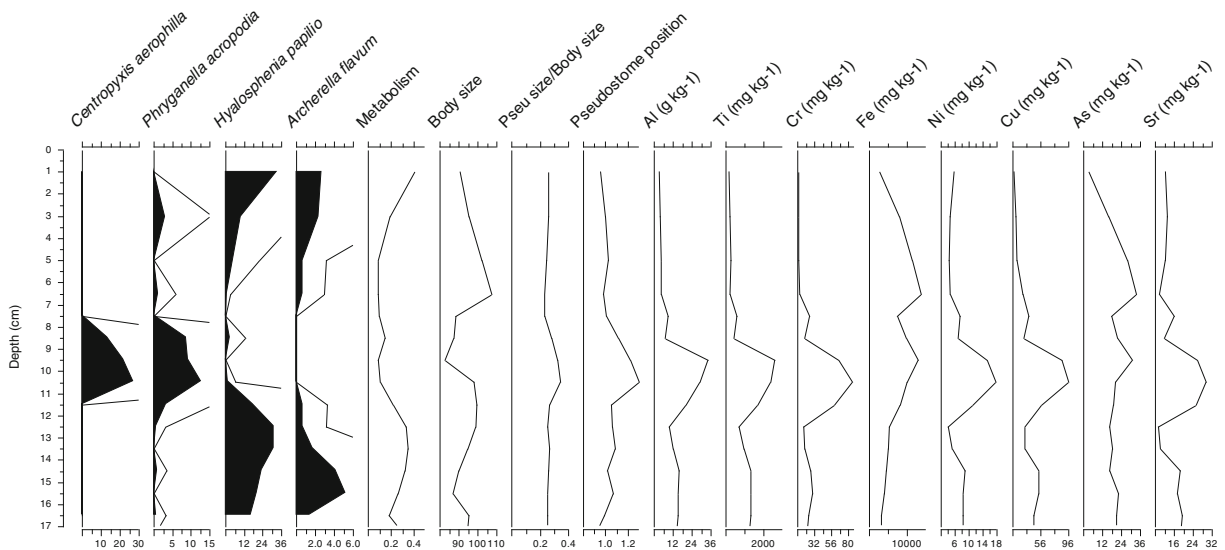 Centropyxis aerophilla
Phryganella acropodia
Hyalosphenia papilio
Archerella flavum
Metabolism
Body size
Pseu size/Body size
Pseudostome position
Al (g kg-1)
Ti (mg kg-1)
Cr (mg kg-1)
Fe (mg kg-1)
Ni (mg kg-1)
Cu (mg kg-1)
As (mg kg-1)
Sr (mg kg-1)
Depth (cm)
0
1
2
3
4
5
6
7
8
9
10
11
12
13
14
15
16
17
10 20 30
5 10 15
12 24 36
2.0 4.0 6.0
0.2 0.4
90 100 110
0.2 0.4
1.0 1.2
12 24 36
2000
32 56 80
10000
6 10 14 18
56 96
12 24 36
16 24 32